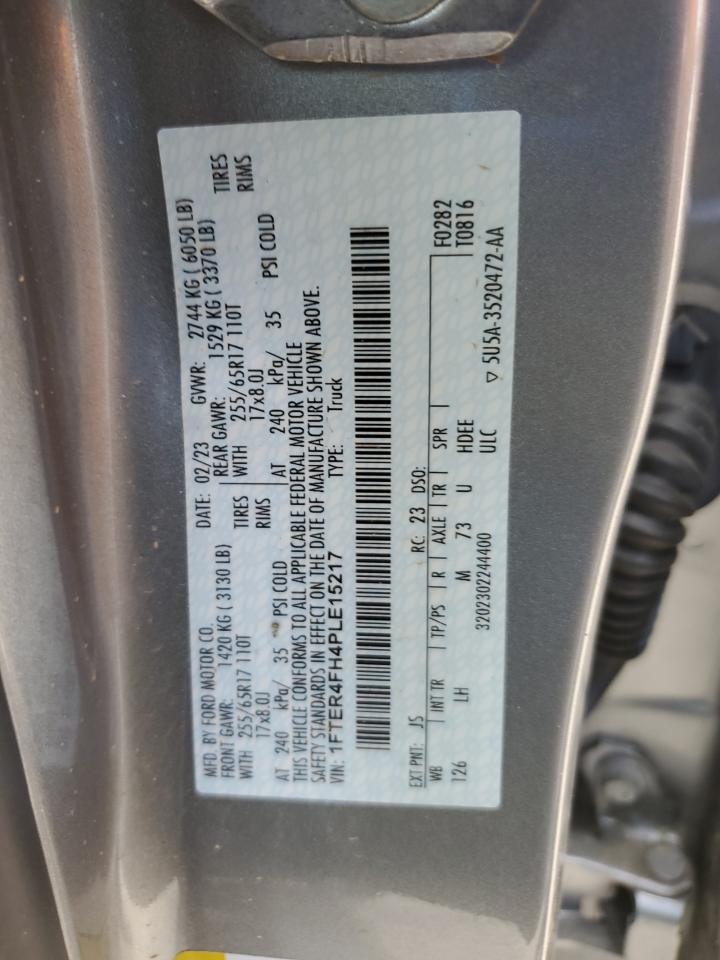 MFD. BY FORD MOTOR CO. DATE: 02/23 GVWR: 2744 KG ( 6050 LB)
FRONT GAWR: 1420 KG ( 3130 LB) REAR GAWR: 1529 KG ( 3370 LB)
WITH 255/65R17 110T TIRES WITH 255/65R17 110T TIRES
17x8.0J RIMS 17x8.0J RIMS
AT 240 kPa/ 35 PSI COLD AT 240 kPa/ 35 PSI COLD
THIS VEHICLE CONFORMS TO ALL APPLICABLE FEDERAL MOTOR VEHICLE
SAFETY STANDARDS IN EFFECT ON THE DATE OF MANUFACTURE SHOWN ABOVE.
VIN: 1FTER4FH4PLE15217 TYPE: Truck
EXT PNT: JS RC: 23 DSO: F0282
WB INT TR TP/PS R AXLE TR SPR T0816
126 LH M 73 U HDEE
3202302244400 ULC ▽ 5U5A-3520472-AA